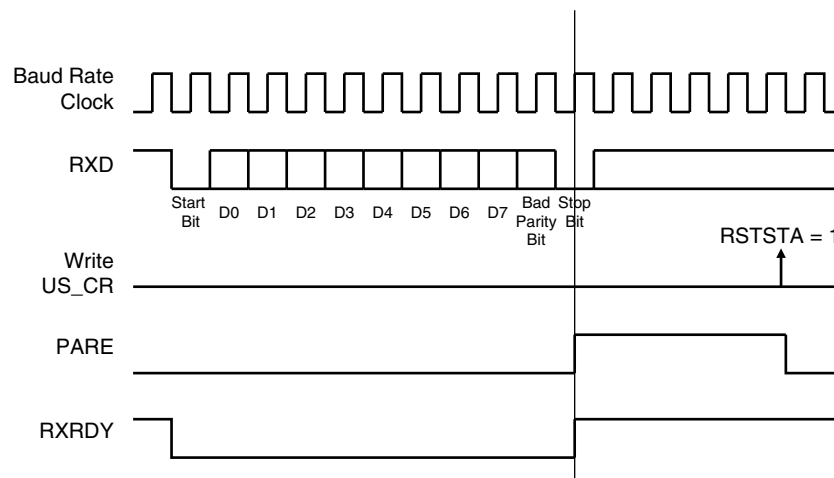 Baud Rate
Clock
RXD
Start
Bit
D0 D1 D2 D3 D4 D5 D6 D7
Bad
Parity
Bit
Stop
Bit
RSTSTA = 1
Write
US_CR
PARE
RXRDY